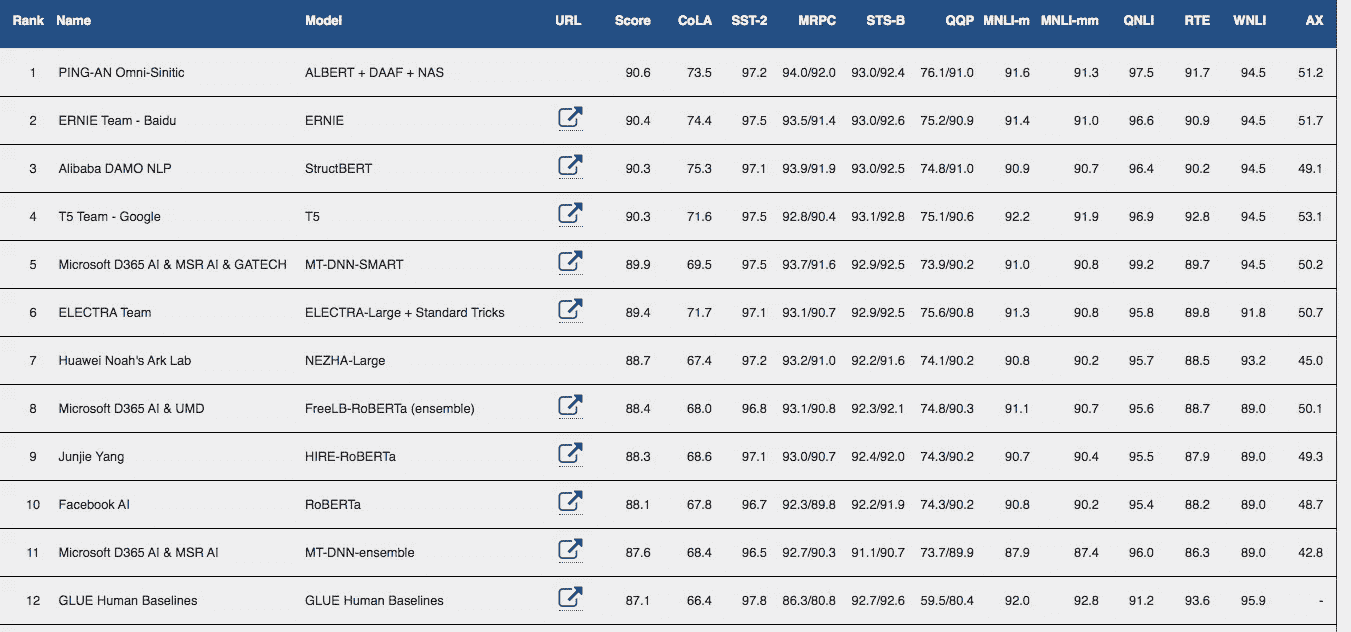 Rank Name Model URL Score CoLA SST-2 MRPC STS-B QQP MNLI-m MNLI-mm QNLI RTE WNLI AX
1 PING-AN Omni-Sinitic ALBERT + DAAF + NAS 90.6 73.5 97.2 94.0/92.0 93.0/92.4 76.1/91.0 91.6 91.3 97.5 91.7 94.5 51.2
2 ERNIE Team - Baidu ERNIE 90.4 74.4 97.5 93.5/91.4 93.0/92.6 75.2/90.9 91.4 91.0 96.6 90.9 94.5 51.7
3 Alibaba DAMO NLP StructBERT 90.3 75.3 97.1 93.9/91.9 93.0/92.5 74.8/91.0 90.9 90.7 96.4 90.2 94.5 49.1
4 T5 Team - Google T5 90.3 71.6 97.5 92.8/90.4 93.1/92.8 75.1/90.6 92.2 91.9 96.9 92.8 94.5 53.1
5 Microsoft D365 AI & MSR AI & GATECH MT-DNN-SMART 89.9 69.5 97.5 93.7/91.6 92.9/92.5 73.9/90.2 91.0 90.8 99.2 89.7 94.5 50.2
6 ELECTRA Team ELECTRA-Large + Standard Tricks 89.4 71.7 97.1 93.1/90.7 92.9/92.5 75.6/90.8 91.3 90.8 95.8 89.8 91.8 50.7
7 Huawei Noah's Ark Lab NEZHA-Large 88.7 67.4 97.2 93.2/91.0 92.2/91.6 74.1/90.2 90.8 90.2 95.7 88.5 93.2 45.0
8 Microsoft D365 AI & UMD FreeLB-RoBERTa (ensemble) 88.4 68.0 96.8 93.1/90.8 92.3/92.1 74.8/90.3 91.1 90.7 95.6 88.7 89.0 50.1
9 Junjie Yang HIRE-RoBERTa 88.3 68.6 97.1 93.0/90.7 92.4/92.0 74.3/90.2 90.7 90.4 95.5 87.9 89.0 49.3
10 Facebook AI RoBERTa 88.1 67.8 96.7 92.3/89.8 92.2/91.9 74.3/90.2 90.8 90.2 95.4 88.2 89.0 48.7
11 Microsoft D365 AI & MSR AI MT-DNN-ensemble 87.6 68.4 96.5 92.7/90.3 91.1/90.7 73.7/89.9 87.9 87.4 96.0 86.3 89.0 42.8
12 GLUE Human Baselines GLUE Human Baselines 87.1 66.4 97.8 86.3/80.8 92.7/92.6 59.5/80.4 92.0 92.8 91.2 93.6 95.9 -